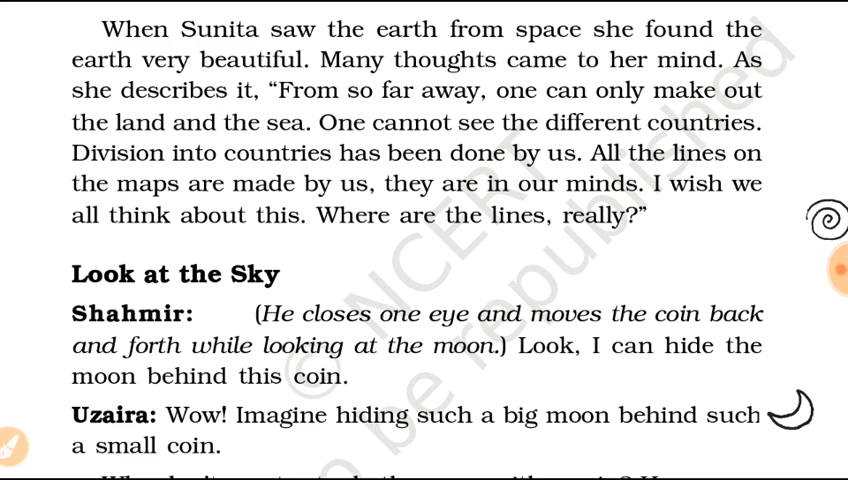 When Sunita saw the earth from space she found the
earth very beautiful. Many thoughts came to her mind. As
she describes it, “From so far away, one can only make out
the land and the sea. One cannot see the different countries.
Division into countries has been done by us. All the lines on
the maps are made by us, they are in our minds. I wish we
all think about this. Where are the lines, really?”
Look at the Sky
Shahmir: (He closes one eye and moves the coin back
and forth while looking at the moon.) Look, I can hide the
moon behind this coin.
Uzaira: Wow! Imagine hiding such a big moon behind such
a small coin.
© NCERT
be republished